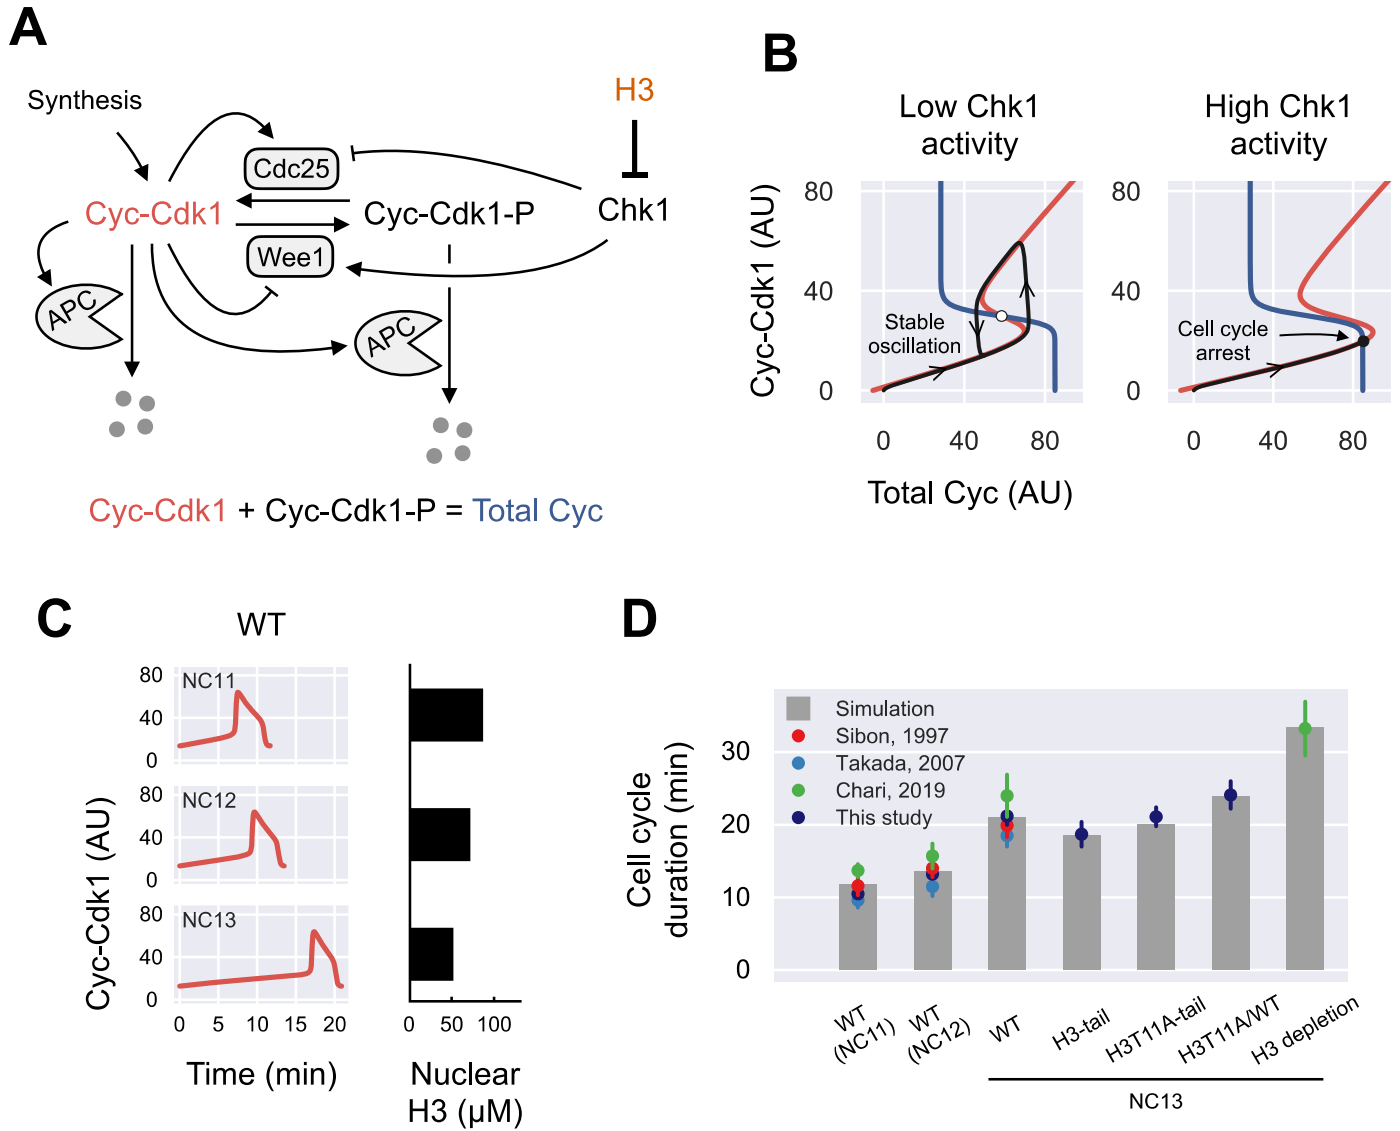 A
Synthesis
H3
Cdc25
Cyc-Cdk1
Cyc-Cdk1-P
Chk1
Wee1
APC
APC
Cyc-Cdk1 + Cyc-Cdk1-P = Total Cyc
B
Low Chk1
activity
High Chk1
activity
Cyc-Cdk1 (AU)
80
40
0
Stable
oscillation
0
40
80
80
40
0
Cell cycle
arrest
0
40
80
Total Cyc (AU)
C
WT
Cyc-Cdk1 (AU)
80
40
0
NC11
80
40
0
NC12
80
40
0
NC13
0
5
10
15
20
Time (min)
0
50
100
Nuclear
H3 (μM)
D
Cell cycle
duration (min)
30
20
10
0
Simulation
Sibon, 1997
Takada, 2007
Chari, 2019
This study
WT
(NC11)
WT
(NC12)
WT
H3-tail
H3T11A-tail
H3T11A/WT
H3 depletion
NC13